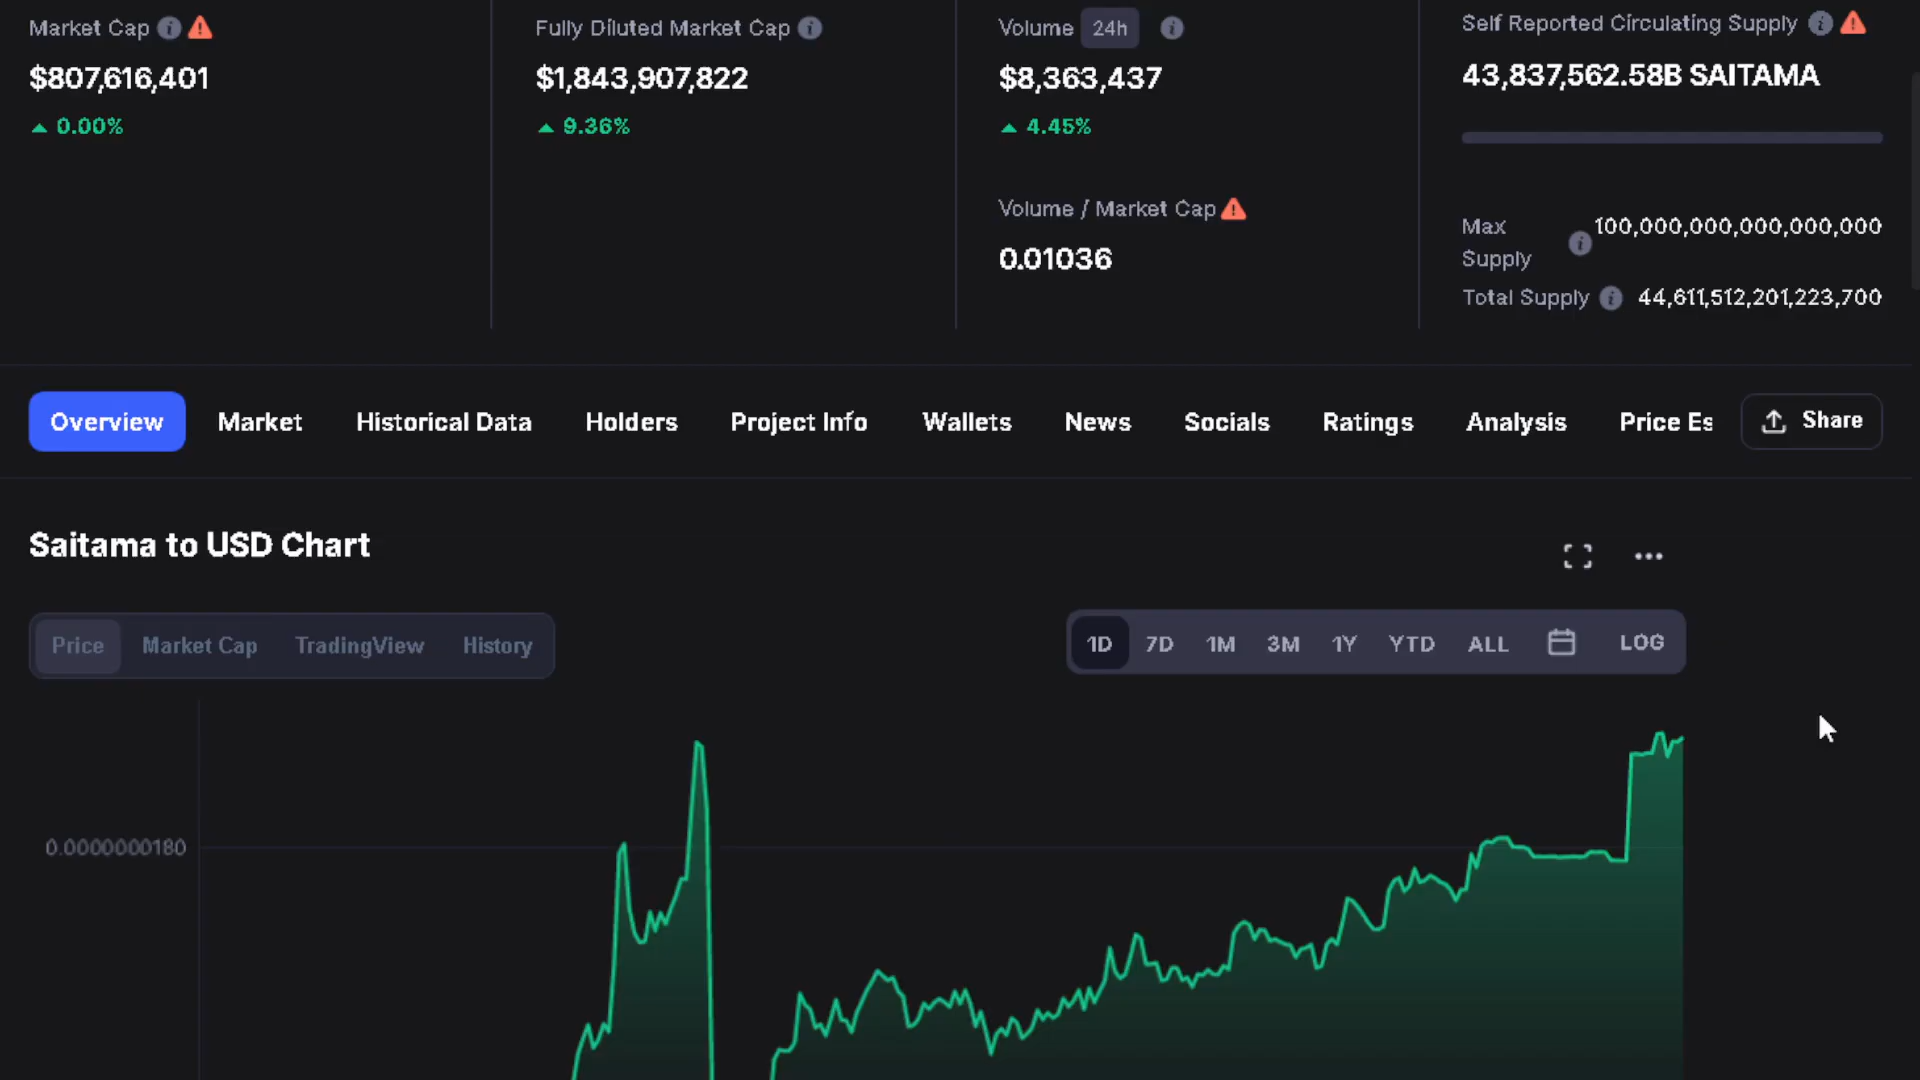 Market Cap
$807,616,401
0.00%
Fully Diluted Market Cap
$1,843,907,822
9.36%
Volume 24h
$8,363,437
4.45%
Volume / Market Cap
0.01036
Self Reported Circulating Supply
43,837,562.58B SAITAMA
Max Supply 100,000,000,000,000,000
Total Supply 44,611,512,201,223,700
Overview Market Historical Data Holders Project Info Wallets News Socials Ratings Analysis Price Es Share
Saitama to USD Chart
Price Market Cap TradingView History
1D 7D 1M 3M 1Y YTD ALL LOG
0.0000000180